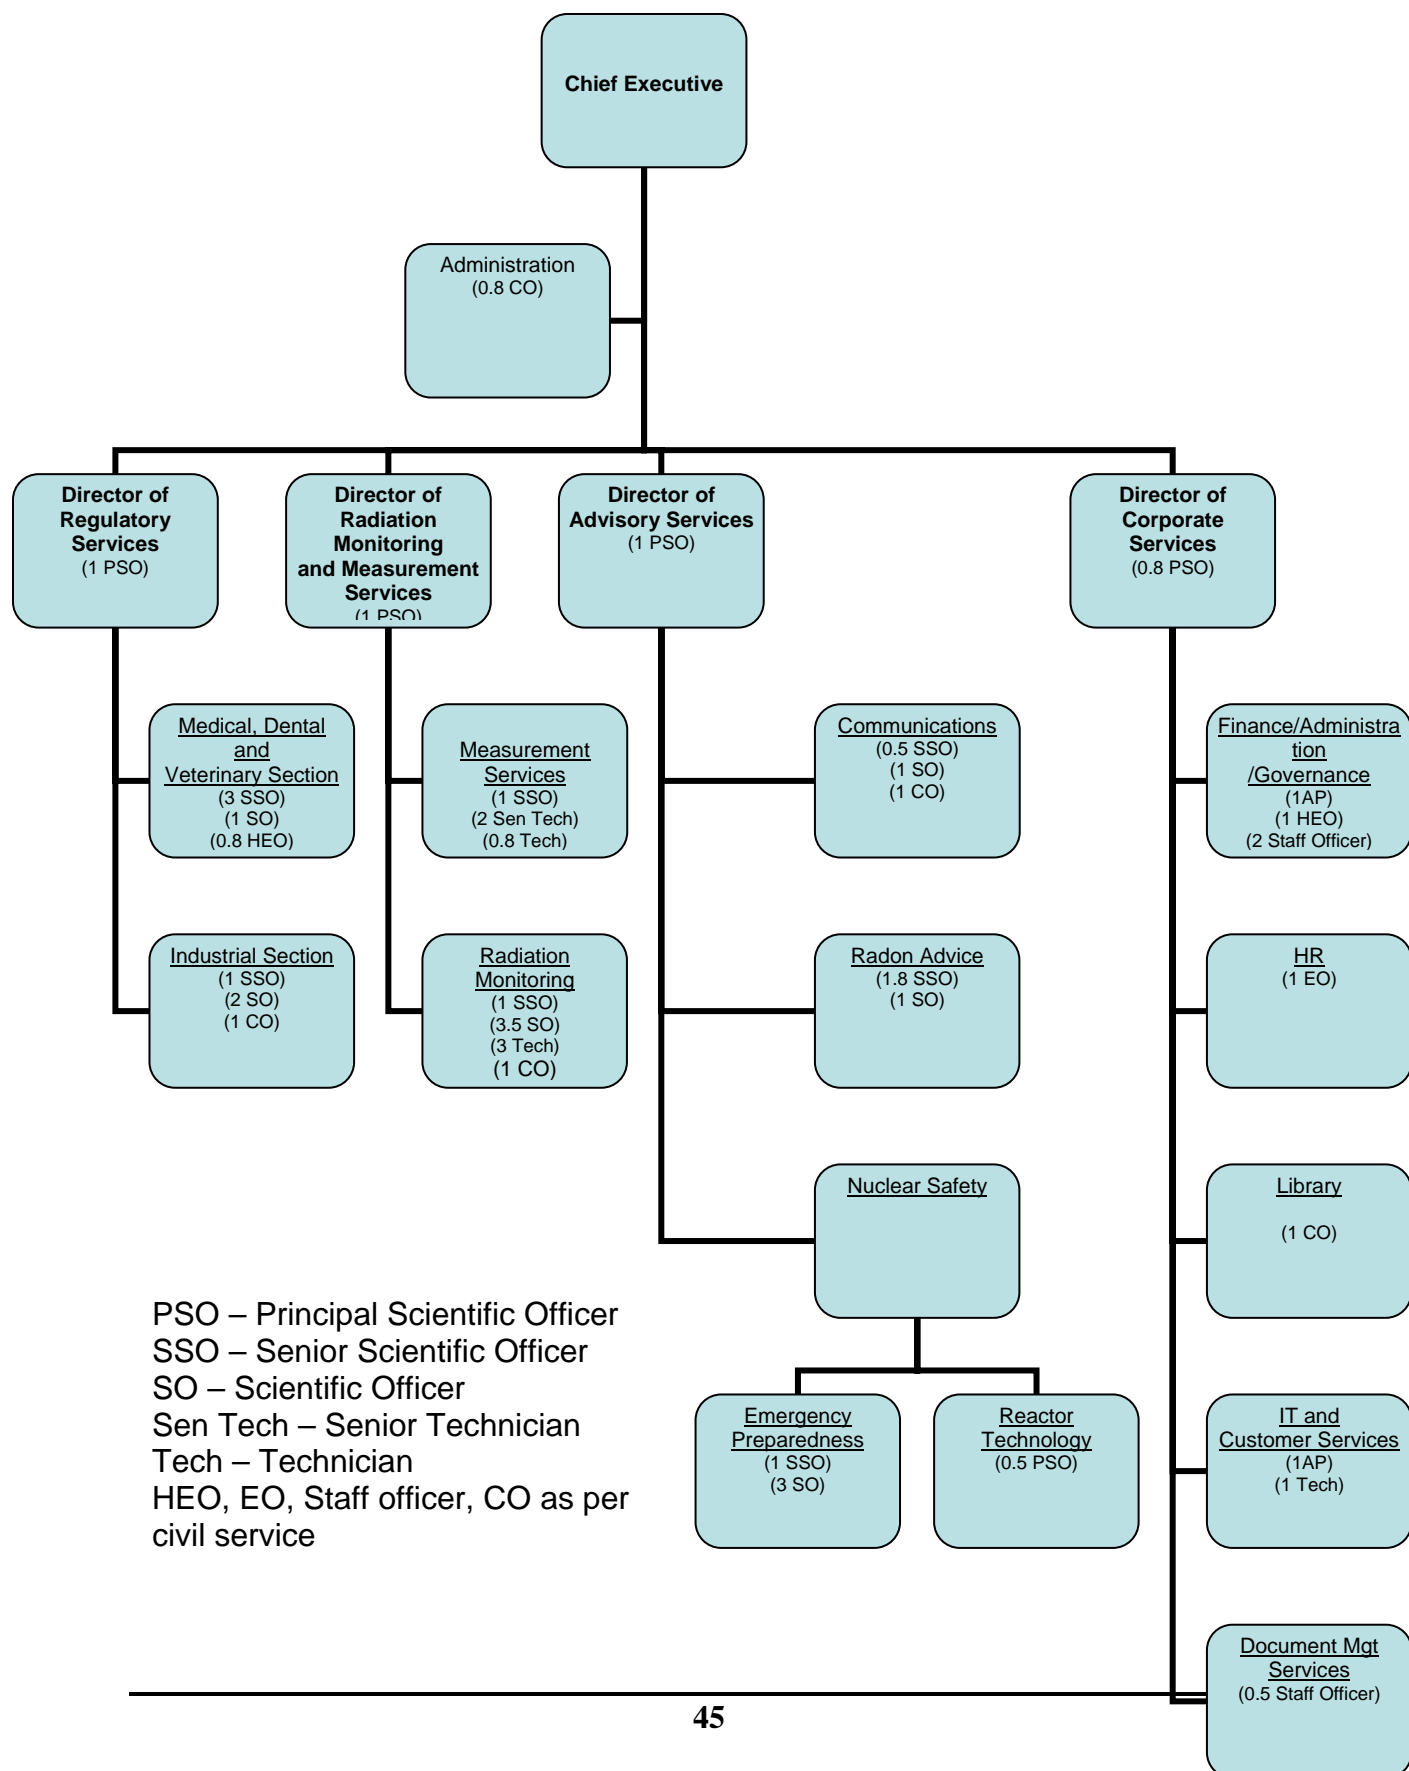 Chief Executive
Administration
(0.8 CO)
Director of
Regulatory
Services
(1 PSO)
Director of
Radiation
Monitoring
and Measurement
Services
(1 PSO)
Director of
Advisory Services
(1 PSO)
Director of
Corporate
Services
(0.8 PSO)
Medical, Dental
and
Veterinary Section
(3 SSO)
(1 SO)
(0.8 HEO)
Measurement
Services
(1 SSO)
(2 Sen Tech)
(0.8 Tech)
Communications
(0.5 SSO)
(1 SO)
(1 CO)
Finance/Administra
tion
/Governance
(1AP)
(1 HEO)
(2 Staff Officer)
Industrial Section
(1 SSO)
(2 SO)
(1 CO)
Radiation
Monitoring
(1 SSO)
(3.5 SO)
(3 Tech)
(1 CO)
Radon Advice
(1.8 SSO)
(1 SO)
HR
(1 EO)
Nuclear Safety
Library
(1 CO)
PSO – Principal Scientific Officer
SSO – Senior Scientific Officer
SO – Scientific Officer
Sen Tech – Senior Technician
Tech – Technician
HEO, EO, Staff officer, CO as per
civil service
Emergency
Preparedness
(1 SSO)
(3 SO)
Reactor
Technology
(0.5 PSO)
IT and
Customer Services
(1AP)
(1 Tech)
Document Mgt
Services
(0.5 Staff Officer)
45